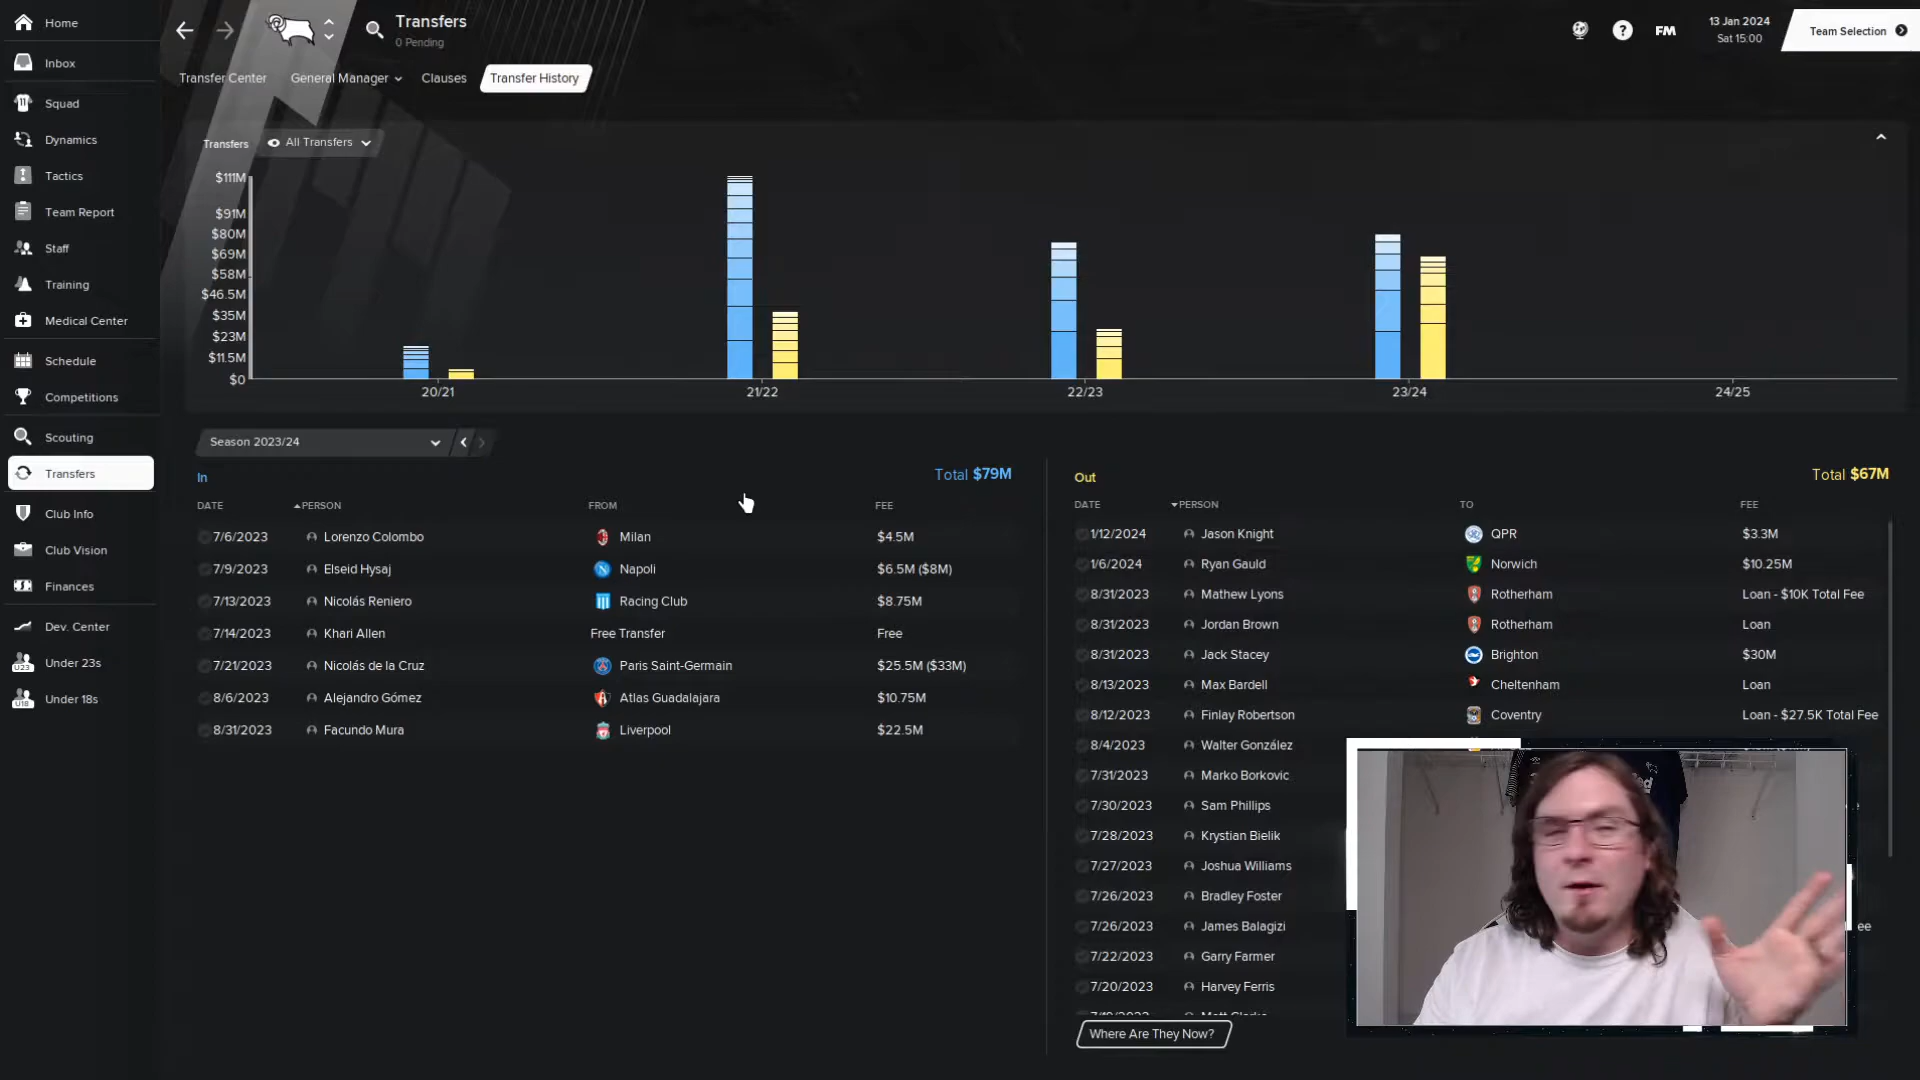 Home
Inbox
Squad
Dynamics
Tactics
Team Report
Staff
Training
Medical Center
Schedule
Competitions
Scouting
Transfers
Club Info
Club Vision
Finances
Dev. Center
U23 Under 23s
U18 Under 18s
Transfers
0 Pending
FM
13 Jan 2024
Sat 15:00
Team Selection
Transfer Center General Manager Clauses Transfer History
Transfers All Transfers
$111M
$91M
$80M
$69M
$58M
$46.5M
$35M
$23M
$11.5M
$0
20/21 21/22 22/23 23/24 24/25
Season 2023/24
In Total $79M
DATE PERSON FROM FEE
7/6/2023 Lorenzo Colombo Milan $4.5M
7/9/2023 Elseid Hysaj Napoli $6.5M ($8M)
7/13/2023 Nicolás Reniero Racing Club $8.75M
7/14/2023 Khari Allen Free Transfer Free
7/21/2023 Nicolás de la Cruz Paris Saint-Germain $25.5M ($33M)
8/6/2023 Alejandro Gómez Atlas Guadalajara $10.75M
8/31/2023 Facundo Mura Liverpool $22.5M
Out Total $67M
DATE PERSON TO FEE
1/12/2024 Jason Knight QPR $3.3M
1/6/2024 Ryan Gauld Norwich $10.25M
8/31/2023 Mathew Lyons Rotherham Loan - $10K Total Fee
8/31/2023 Jordan Brown Rotherham Loan
8/31/2023 Jack Stacey Brighton $30M
8/13/2023 Max Bardell Cheltenham Loan
8/12/2023 Finlay Robertson Coventry Loan - $27.5K Total Fee
8/4/2023 Walter González
7/31/2023 Marko Borkovic
7/30/2023 Sam Phillips
7/28/2023 Krystian Bielik
7/27/2023 Joshua Williams
7/26/2023 Bradley Foster
7/26/2023 James Balagizi
7/22/2023 Garry Farmer
7/20/2023 Harvey Ferris
Where Are They Now?